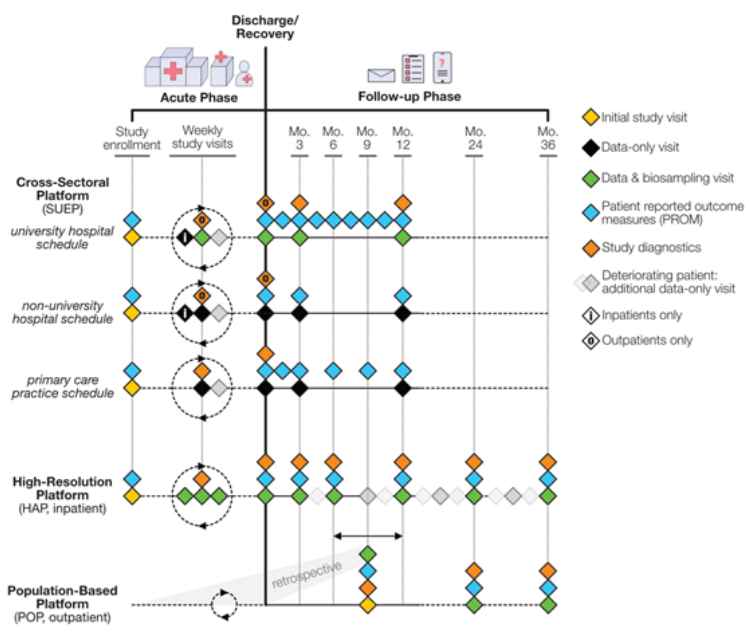 Discharge/
Recovery
Acute Phase
Follow-up Phase
?
Study
enrollment
Weekly
study visits
Mo.
3
Mo.
6
Mo.
9
Mo.
12
Mo.
24
Mo.
36
Initial study visit
Data-only visit
Data & biosampling visit
Patient reported outcome
measures (PROM)
Study diagnostics
Deteriorating patient:
additional data-only visit
i Inpatients only
o Outpatients only
Cross-Sectoral
Platform
(SUEP)
university hospital
schedule
o
i
o
non-university
hospital schedule
o
i
o
primary care
practice schedule
High-Resolution
Platform
(HAP, inpatient)
retrospective
Population-Based
Platform
(POP, outpatient)